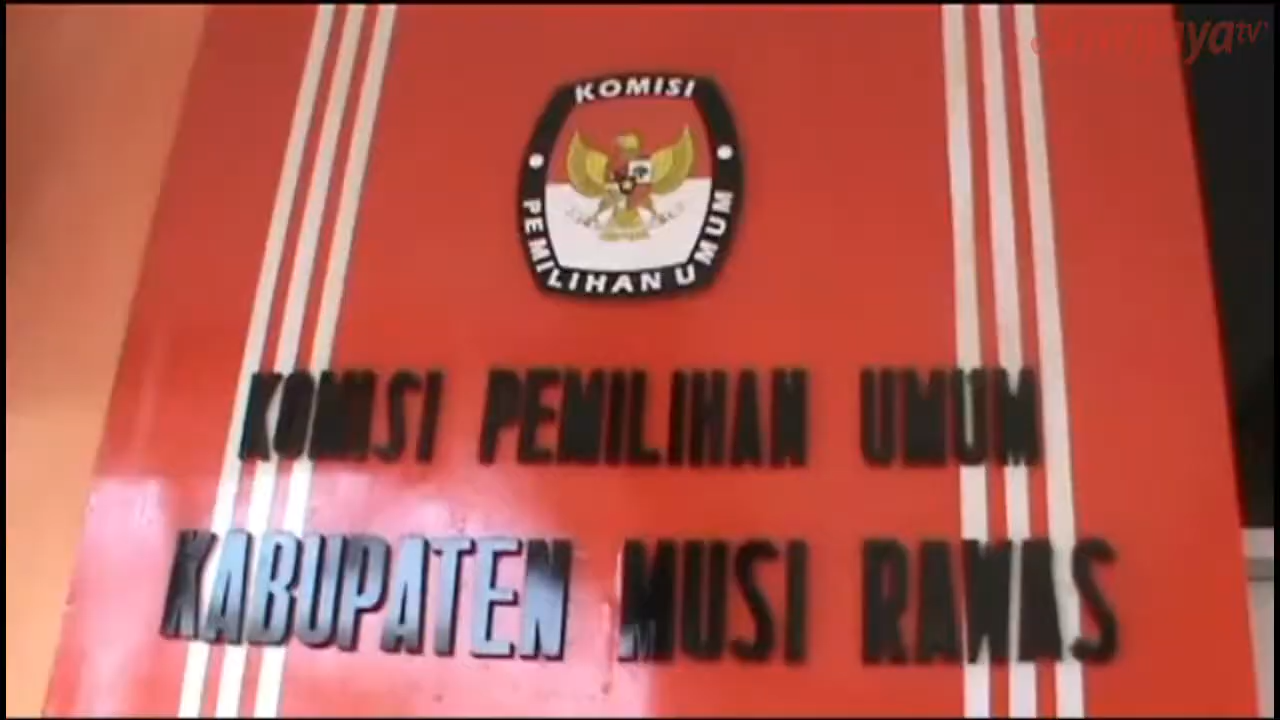 KOMISI
PEMILIHAN UMUM
KOMISI PEMILIHAN UMUM
KABUPATEN MUSI RAWAS